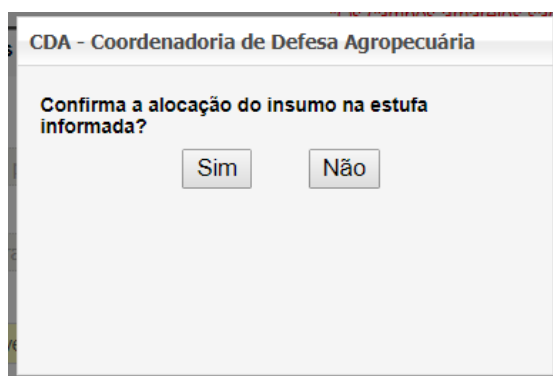 CDA - Coordenadoria de Defesa Agropecuária
Confirma a alocação do insumo na estufa
informada?
Sim Não